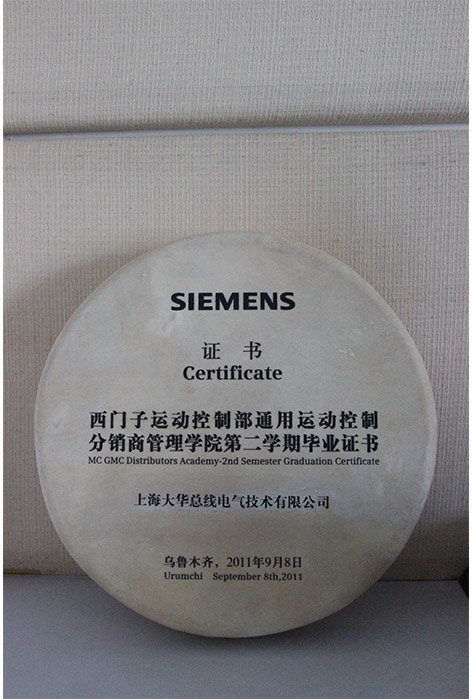 SIEMENS
证 书
Certificate
西门子运动控制部通用运动控制
分销商管理学院第二学期毕业证书
MC GMC Distributors Academy-2nd Semester Graduation Certificate
上海大华总线电气技术有限公司
乌鲁木齐，2011年9月8日
Urumchi September 8th,2011